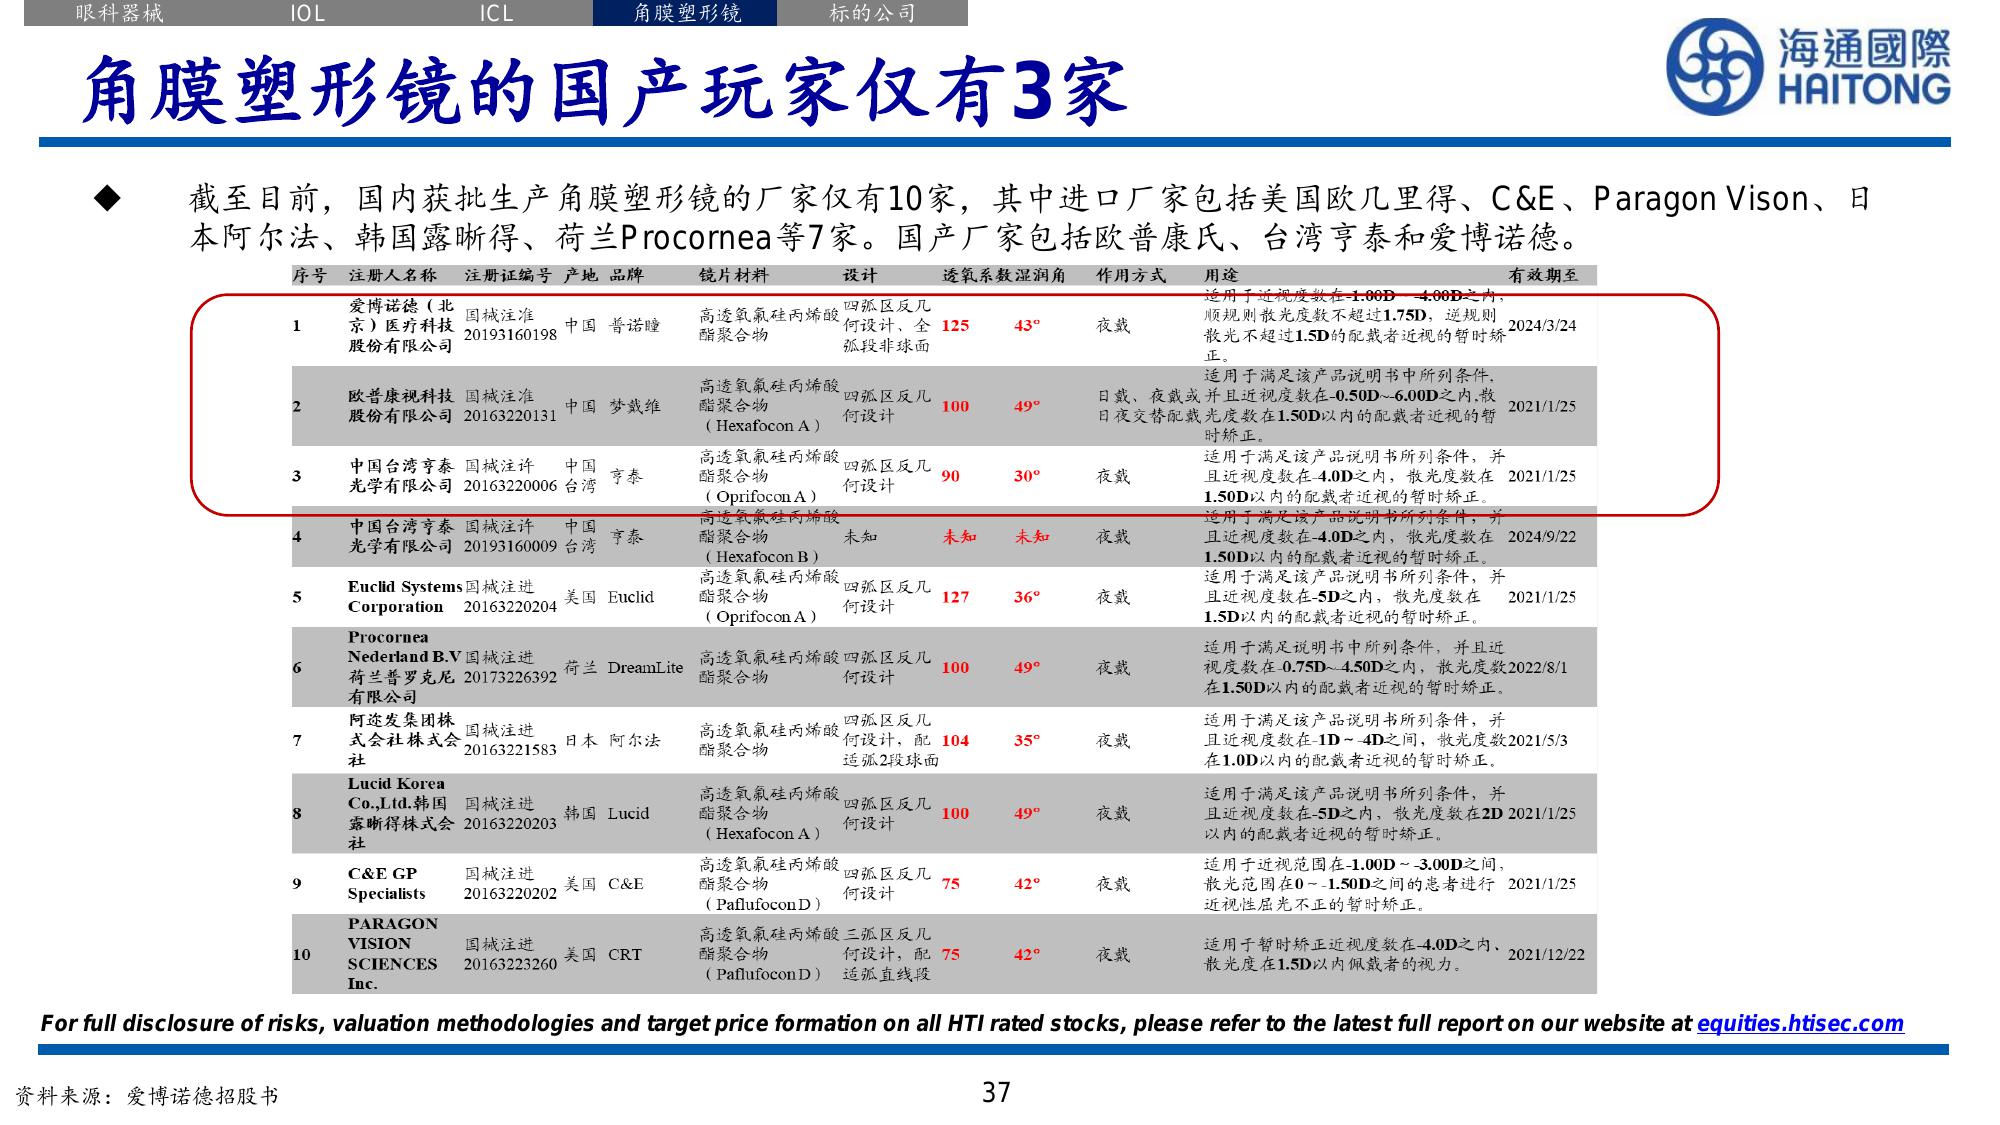 眼科器械 IOL ICL 角膜塑形镜 标的公司
海通國際
HAITONG
角膜塑形镜的国产玩家仅有3家
◆ 截至目前，国内获批生产角膜塑形镜的厂家仅有10家，其中进口厂家包括美国欧几里得、C&E、Paragon Vison、日
本阿尔法、韩国露晰得、荷兰Procornea等7家。国产厂家包括欧普康氏、台湾亨泰和爱博诺德。
序号 注册人名称 注册证编号 产地 品牌 镜片材料 设计 透氧系数 湿润角 作用方式 用途 有效期至
1 爱博诺德（北京）医疗科技股份有限公司 国械注准20193160198 中国 普诺瞳 高透氧氟硅丙烯酸酯聚合物 四弧区反几何设计、全弧段非球面 125 43° 夜戴 适用于近视度数在-1.00D~-4.00D之内，顺规则散光度数不超过1.75D，逆规则散光不超过1.5D的配戴者近视的暂时矫正。 2024/3/24
2 欧普康视科技股份有限公司 国械注准20163220131 中国 梦戴维 高透氧氟硅丙烯酸酯聚合物（Hexafocon A） 四弧区反几何设计 100 49° 日戴、夜戴或日夜交替配戴 适用于满足该产品说明书中所列条件，并且近视度数在-0.50D~-6.00D之内,散光度数在1.50D以内的配戴者近视的暂时矫正。 2021/1/25
3 中国台湾亨泰光学有限公司 国械注许20163220006 中国台湾 亨泰 高透氧氟硅丙烯酸酯聚合物（Oprifocon A） 四弧区反几何设计 90 30° 夜戴 适用于满足该产品说明书所列条件，并且近视度数在-4.0D之内，散光度数在1.50D以内的配戴者近视的暂时矫正。 2021/1/25
4 中国台湾亨泰光学有限公司 国械注许20193160009 中国台湾 亨泰 高透氧氟硅丙烯酸酯聚合物（Hexafocon B） 未知 未知 未知 夜戴 适用于满足该产品说明书所列条件，并且近视度数在-4.0D之内，散光度数在1.50D以内的配戴者近视的暂时矫正。 2024/9/22
5 Euclid Systems Corporation 国械注进20163220204 美国 Euclid 高透氧氟硅丙烯酸酯聚合物（Oprifocon A） 四弧区反几何设计 127 36° 夜戴 适用于满足该产品说明书所列条件，并且近视度数在-5D之内，散光度数在1.5D以内的配戴者近视的暂时矫正。 2021/1/25
6 Procornea Nederland B.V荷兰普罗克尼有限公司 国械注进20173226392 荷兰 DreamLite 高透氧氟硅丙烯酸酯聚合物 四弧区反几何设计 100 49° 夜戴 适用于满足说明书中所列条件，并且近视度数在-0.75D~-4.50D之内，散光度数在1.50D以内的配戴者近视的暂时矫正。 2022/8/1
7 阿迩发集团株式会社株式会社 国械注进20163221583 日本 阿尔法 高透氧氟硅丙烯酸酯聚合物 四弧区反几何设计，配适弧2段球面 104 35° 夜戴 适用于满足该产品说明书所列条件，并且近视度数在-1D~-4D之间，散光度数在1.0D以内的配戴者近视的暂时矫正。 2021/5/3
8 Lucid Korea Co.,Ltd.韩国露晰得株式会社 国械注进20163220203 韩国 Lucid 高透氧氟硅丙烯酸酯聚合物（Hexafocon A） 四弧区反几何设计 100 49° 夜戴 适用于满足该产品说明书所列条件，并且近视度数在-5D之内，散光度数在2D以内的配戴者近视的暂时矫正。 2021/1/25
9 C&E GP Specialists 国械注进20163220202 美国 C&E 高透氧氟硅丙烯酸酯聚合物（Paflufocon D） 四弧区反几何设计 75 42° 夜戴 适用于近视范围在-1.00D~-3.00D之间，散光范围在0~-1.50D之间的患者进行近视性屈光不正的暂时矫正。 2021/1/25
10 PARAGON VISION SCIENCES Inc. 国械注进20163223260 美国 CRT 高透氧氟硅丙烯酸酯聚合物（Paflufocon D） 三弧区反几何设计，配适弧直线段 75 42° 夜戴 适用于暂时矫正近视度数在-4.0D之内、散光度在1.5D以内佩戴者的视力。 2021/12/22
For full disclosure of risks, valuation methodologies and target price formation on all HTI rated stocks, please refer to the latest full report on our website at equities.htisec.com
资料来源：爱博诺德招股书
37